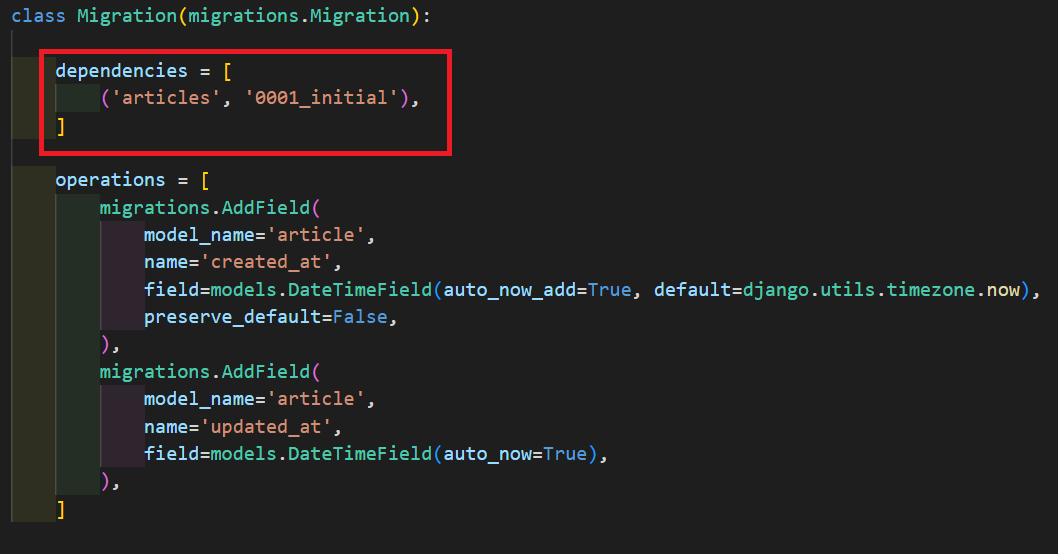 class Migration(migrations.Migration):
dependencies = [
('articles', '0001_initial'),
]
operations = [
migrations.AddField(
model_name='article',
name='created_at',
field=models.DateTimeField(auto_now_add=True, default=django.utils.timezone.now),
preserve_default=False,
),
migrations.AddField(
model_name='article',
name='updated_at',
field=models.DateTimeField(auto_now=True),
),
]